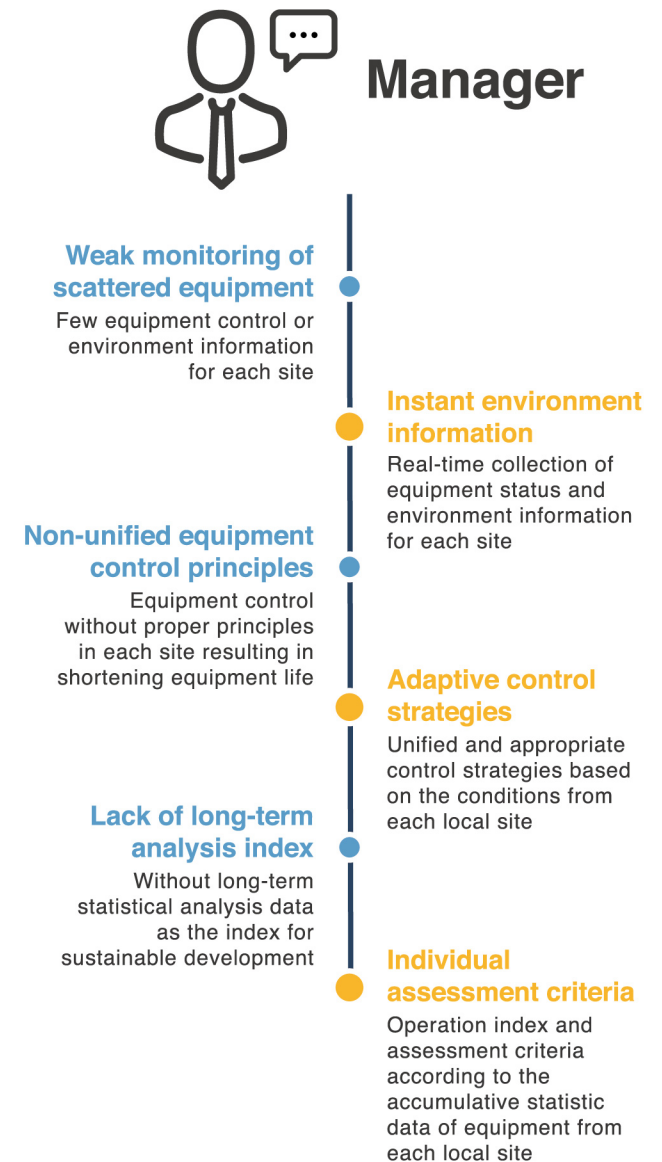 Manager
Weak monitoring of
scattered equipment
Few equipment control or
environment information
for each site
Instant environment
information
Real-time collection of
equipment status and
environment information
for each site
Non-unified equipment
control principles
Equipment control
without proper principles
in each site resulting in
shortening equipment life
Adaptive control
strategies
Unified and appropriate
control strategies based
on the conditions from
each local site
Lack of long-term
analysis index
Without long-term
statistical analysis data
as the index for
sustainable development
Individual
assessment criteria
Operation index and
assessment criteria
according to the
accumulative statistic
data of equipment from
each local site